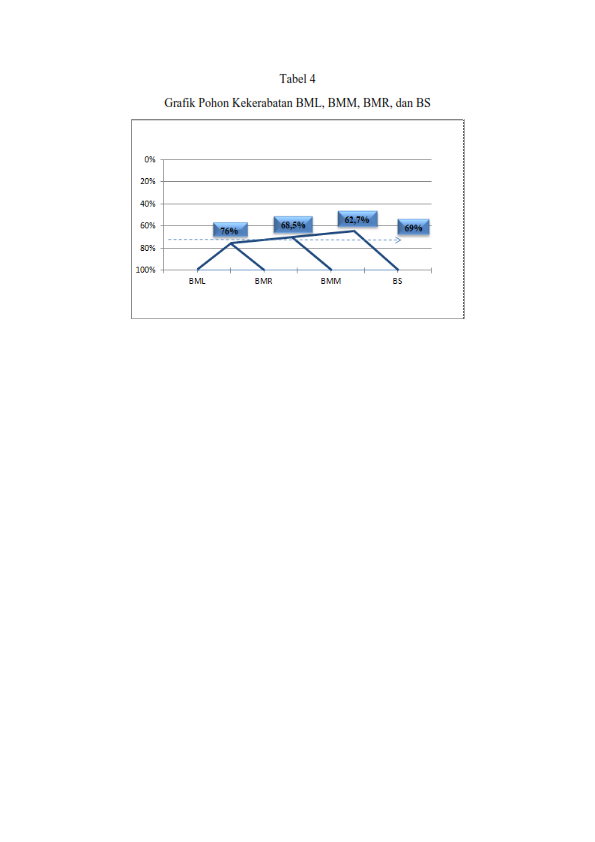 Tabel 4
Grafik Pohon Kekerabatan BML, BMM, BMR, dan BS
0%
20%
40%
60%
80%
100%
76%
68,5%
62,7%
69%
BML
BMR
BMM
BS